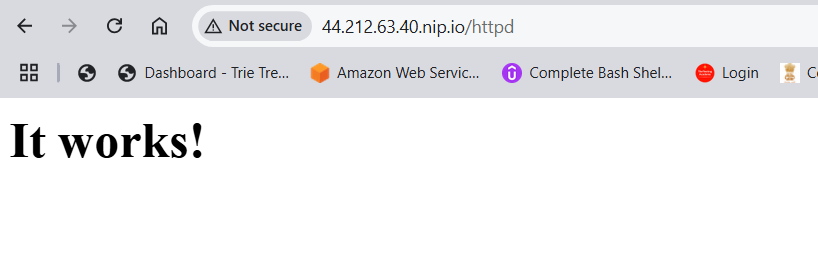 Not secure 44.212.63.40.nip.io/httpd
Dashboard - Trie Tre... Amazon Web Servic... Complete Bash Shel... Login
It works!